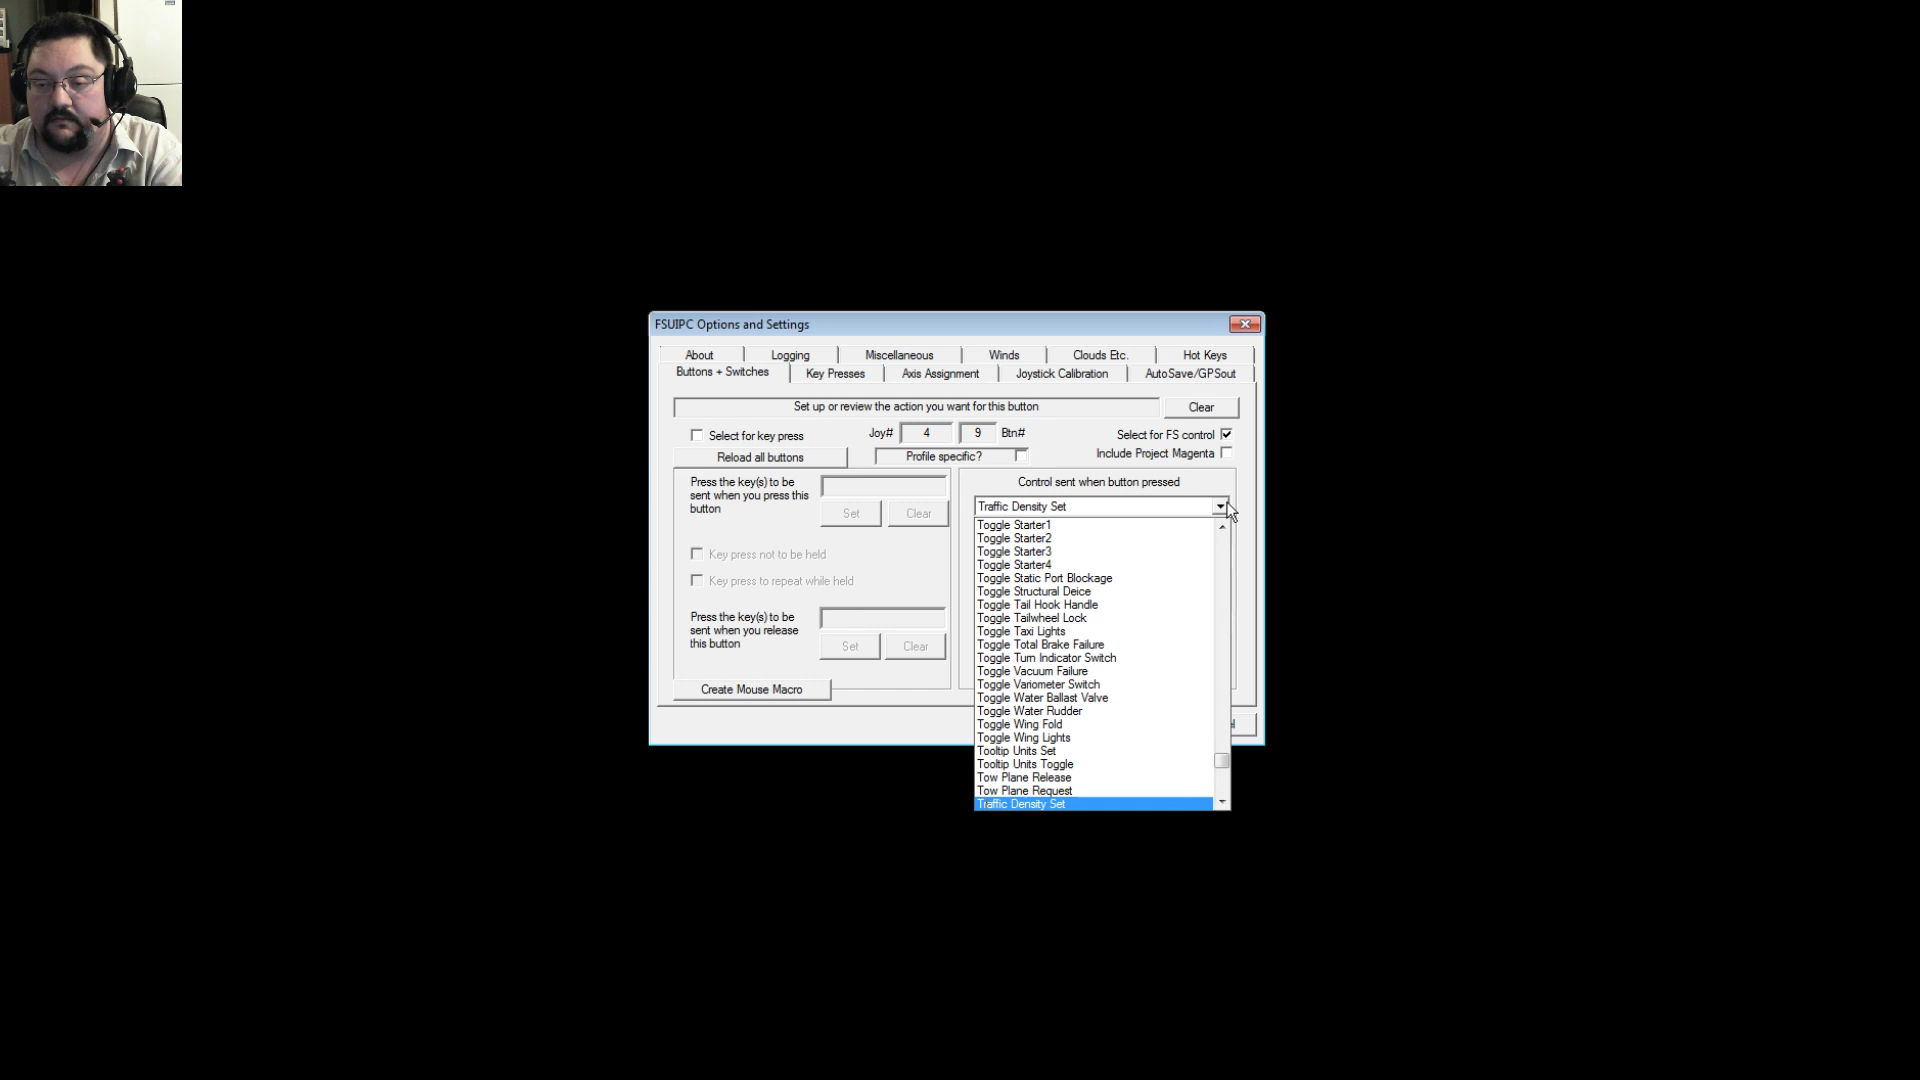 FSUIPC Options and Settings
About Logging Miscellaneous Winds Clouds Etc. Hot Keys
Buttons + Switches Key Presses Axis Assignment Joystick Calibration AutoSave/GPSout
Set up or review the action you want for this button Clear
Select for key press Joy# 4 9 Btn# Select for FS control
Reload all buttons Profile specific? Include Project Magenta
Press the key(s) to be
sent when you press this
button
Set Clear
Key press not to be held
Key press to repeat while held
Press the key(s) to be
sent when you release
this button
Set Clear
Create Mouse Macro
Control sent when button pressed
Traffic Density Set
Toggle Starter1
Toggle Starter2
Toggle Starter3
Toggle Starter4
Toggle Static Port Blockage
Toggle Structural Deice
Toggle Tail Hook Handle
Toggle Tailwheel Lock
Toggle Taxi Lights
Toggle Total Brake Failure
Toggle Turn Indicator Switch
Toggle Vacuum Failure
Toggle Variometer Switch
Toggle Water Ballast Valve
Toggle Water Rudder
Toggle Wing Fold
Toggle Wing Lights
Tooltip Units Set
Tooltip Units Toggle
Tow Plane Release
Tow Plane Request
Traffic Density Set